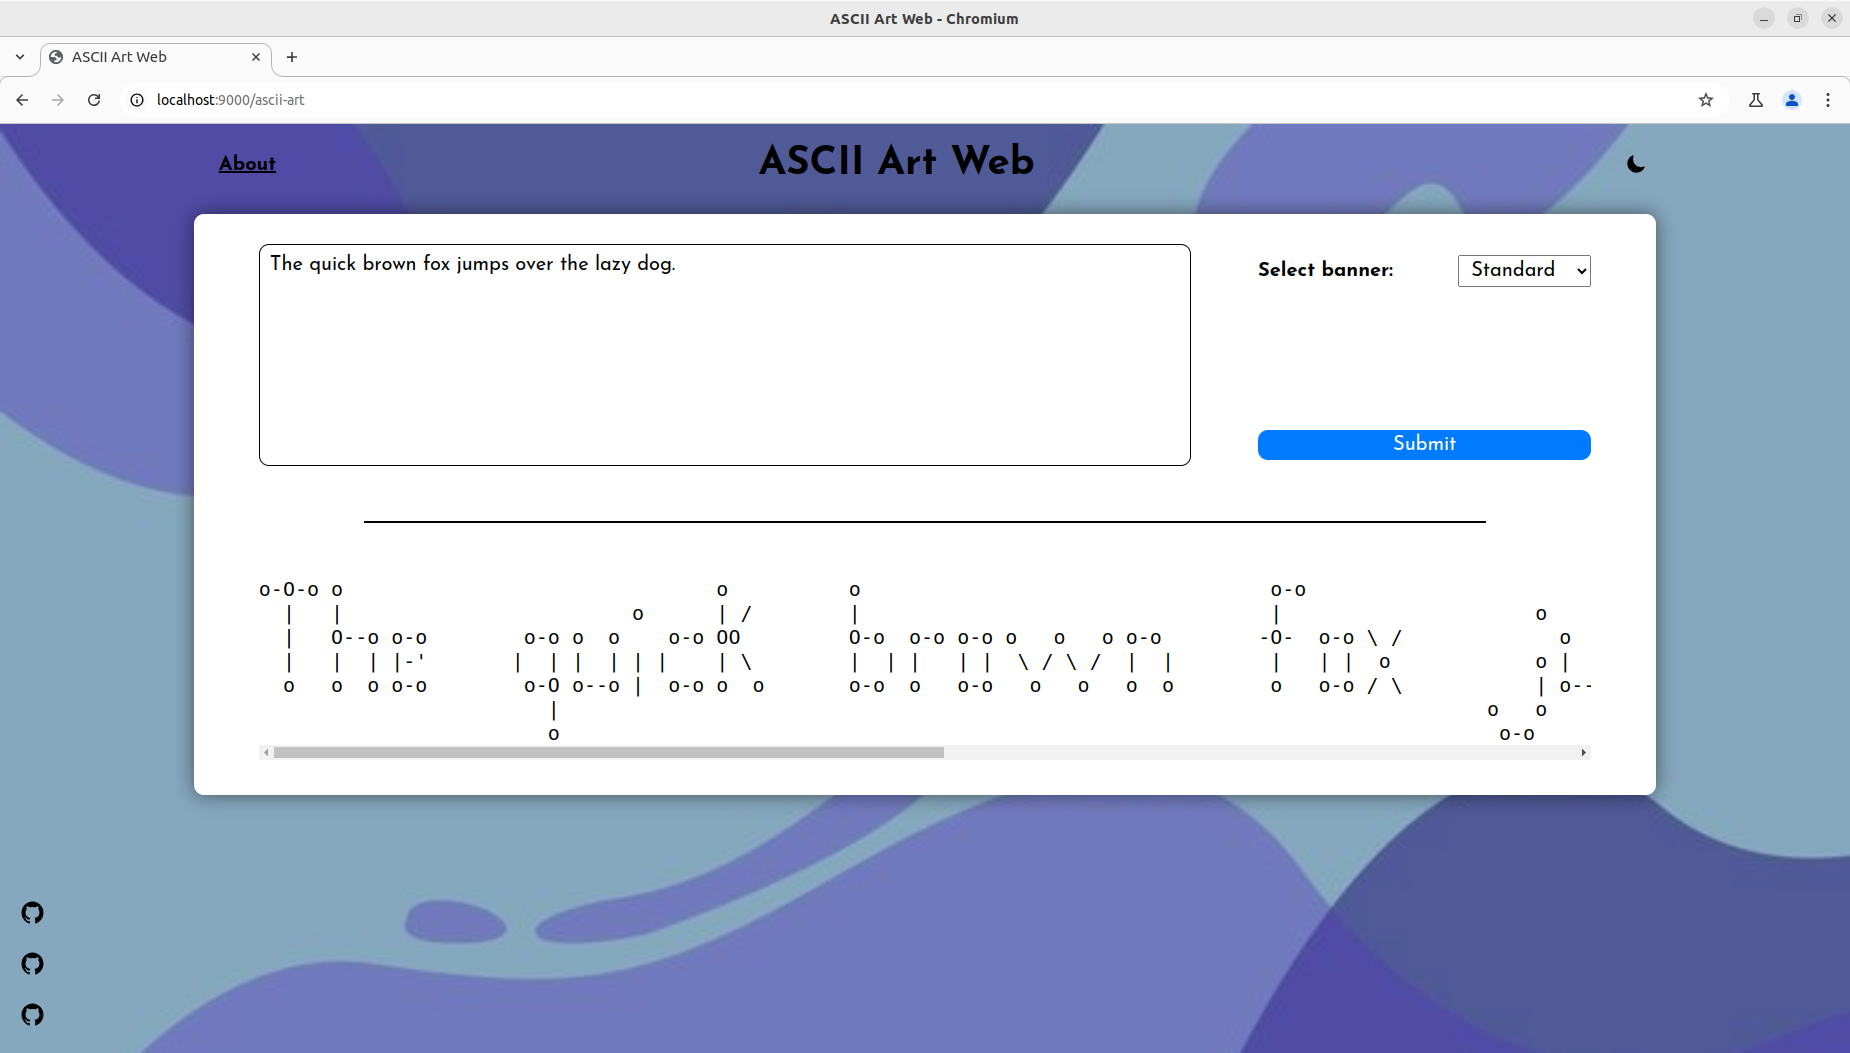 ASCII Art Web - Chromium
ASCII Art Web
localhost:9000/ascii-art
About
ASCII Art Web
The quick brown fox jumps over the lazy dog.
Select banner:
Standard
Submit
o-O-o o                               o          o                                  o-o
  |   |                        o      | /        |                                  |                     o
  |   O--o o-o        o-o o  o    o-o OO         O-o  o-o o-o o   o   o o-o        -O-  o-o \ /             o
  |   |  | |-'       |  | |  | | |    | \        |  | |   | |  \ / \ /  |  |        |   | |  o            o |
  o   o  o o-o        o-O o--o |  o-o o  o       o-o  o   o-o   o   o   o  o        o   o-o / \           | o--
                        |                                                                             o   o
                        o                                                                              o-o